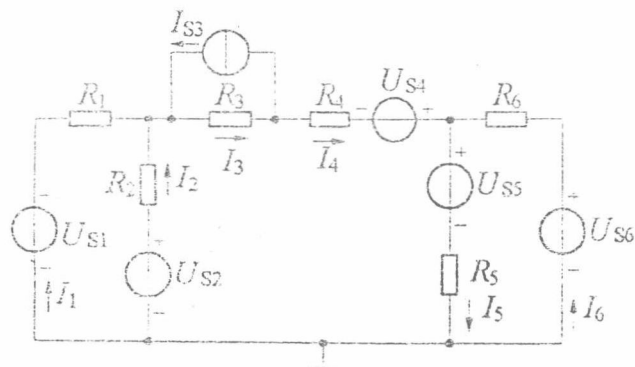 I_S3
U_S4
R_1
R_3
R_4
R_6
I_3
I_4
R_2
I_2
U_S5
U_S1
U_S2
U_S6
R_5
I_1
I_5
I_6